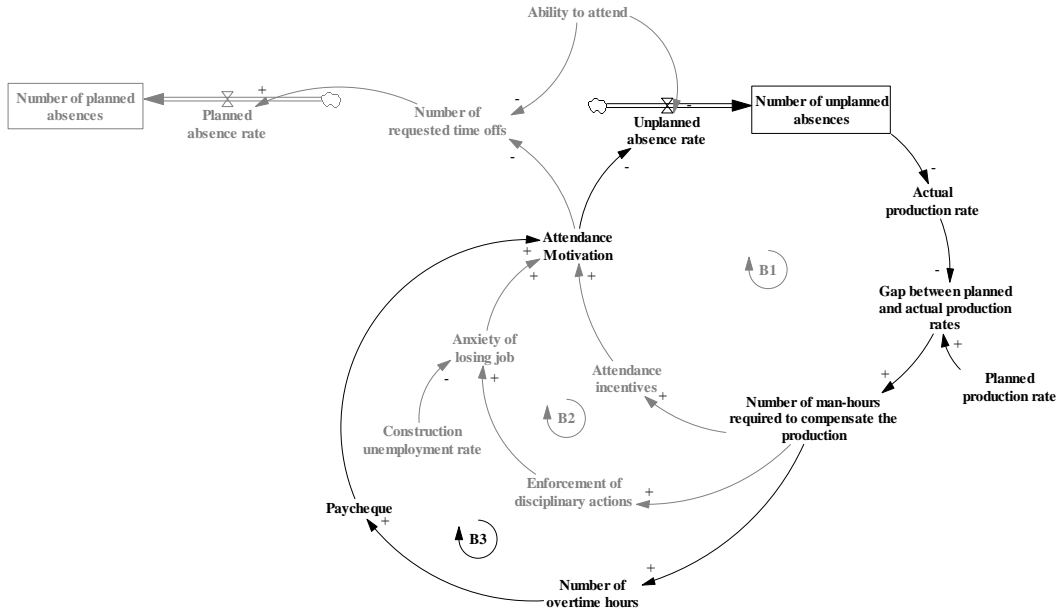 Ability to attend
Number of planned
absences
+
Planned
absence rate
Number of
requested time offs
-
-
Unplanned
absence rate
-
-
Number of unplanned
absences
-
Actual
production rate
-
Gap between planned
and actual production
rates
+
Planned
production rate
+
Attendance
Motivation
+
+
+
B1
Anxiety of
losing job
-
+
Attendance
incentives
+
Number of man-hours
required to compensate the
production
B2
Construction
unemployment rate
Enforcement of
disciplinary actions
+
Paycheque
+
B3
+
Number of
overtime hours